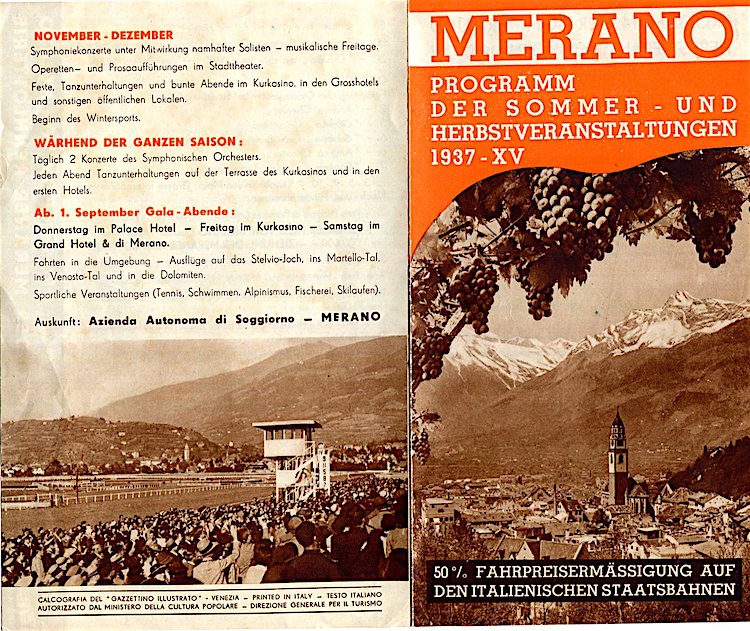 NOVEMBER - DEZEMBER
Symphoniekonzerte unter Mitwirkung namhafter Solisten – musikalische Freitage.
Operetten- und Prosaaufführungen im Stadttheater.
Feste, Tanzunterhaltungen und bunte Abende im Kurkasino, in den Grosshotels
und sonstigen öffentlichen Lokalen.
Beginn des Wintersports.
WÄRHEND DER GANZEN SAISON :
Täglich 2 Konzerte des Symphonischen Orchesters.
Jeden Abend Tanzunterhaltungen auf der Terrasse des Kurkasinos und in den
ersten Hotels.
Ab. 1. September Gala - Abende :
Donnerstag im Palace Hotel – Freitag im Kurkasino – Samstag im
Grand Hotel & di Merano.
Fahrten in die Umgebung – Ausflüge auf das Stelvio-Joch, ins Martello-Tal,
ins Venosta-Tal und in die Dolomiten.
Sportliche Veranstaltungen (Tennis, Schwimmen, Alpinismus, Fischerei, Skilaufen).
Auskunft: Azienda Autonoma di Soggiorno – MERANO
CALCOGRAFIA DEL "GAZZETTINO ILLUSTRATO" - VENEZIA – PRINTED IN ITALY – TESTO ITALIANO
AUTORIZZATO DAL MINISTERO DELLA CULTURA POPOLARE – DIREZIONE GENERALE PER IL TURISMO
MERANO
PROGRAMM
DER SOMMER - UND
HERBSTVERANSTALTUNGEN
1937 - XV
50 % FAHRPREISERMÄSSIGUNG AUF
DEN ITALIENISCHEN STAATSBAHNEN